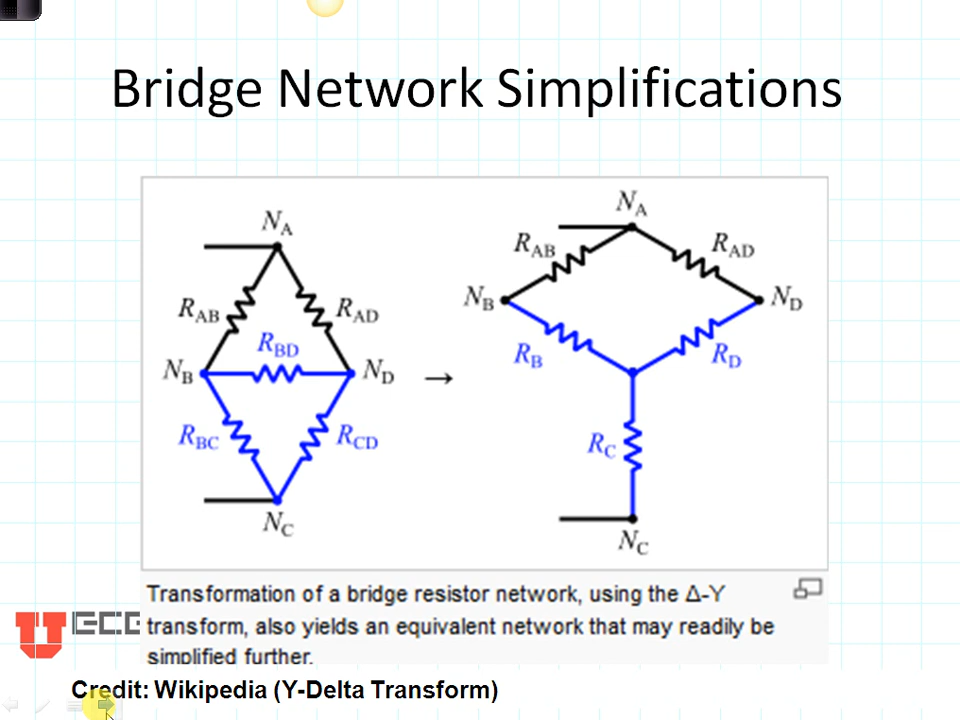 Bridge Network Simplifications
N_A
N_A
R_AB
R_AD
R_AB
R_AD
N_B
N_D
R_BD
N_B
N_D
→
R_B
R_D
R_BC
R_CD
R_C
N_C
N_C
Transformation of a bridge resistor network, using the Δ-Y
transform, also yields an equivalent network that may readily be
simplified further.
U ECE
Credit: Wikipedia (Y-Delta Transform)